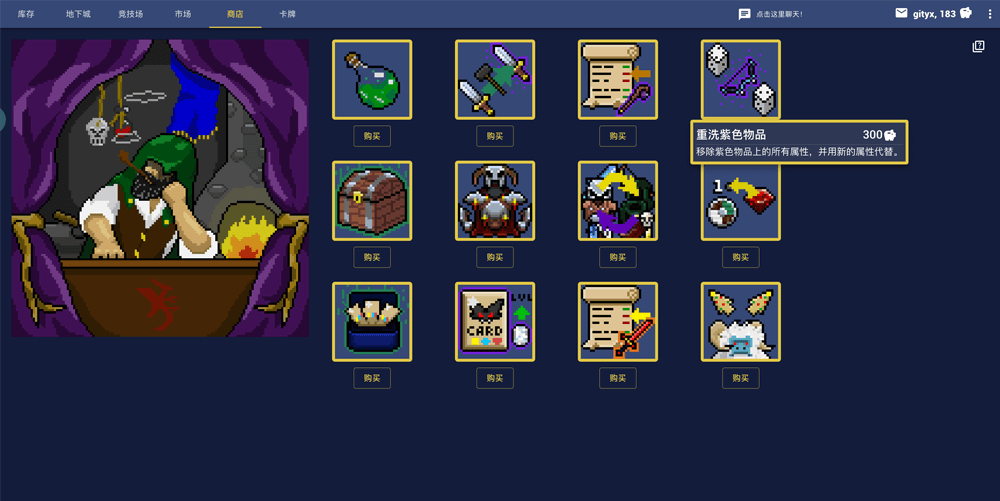 库存 地下城 竞技场 市场 商店 卡牌 点击这里聊天! gityx, 183
购买 购买 购买
重洗紫色物品 300
移除紫色物品上的所有属性，并用新的属性代替。
1
购买 购买 购买 购买
CARD LVL
购买 购买 购买 购买